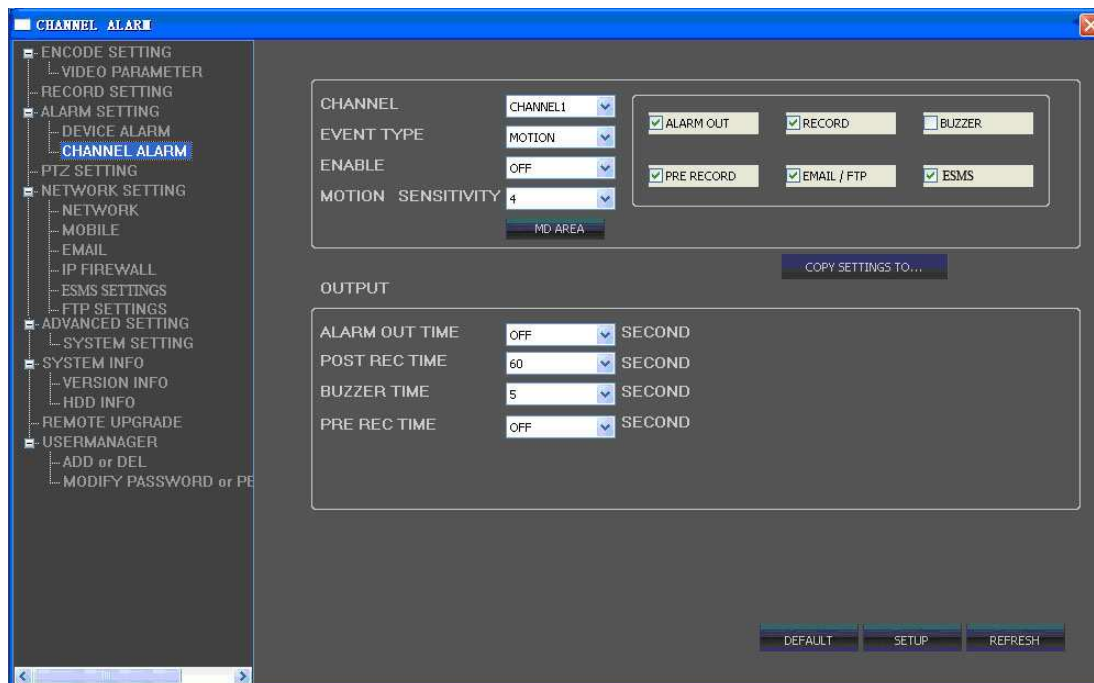 CHANNEL ALARM
ENCODE SETTING
VIDEO PARAMETER
RECORD SETTING
ALARM SETTING
DEVICE ALARM
CHANNEL ALARM
PTZ SETTING
NETWORK SETTING
NETWORK
MOBILE
EMAIL
IP FIREWALL
ESMS SETTINGS
FTP SETTINGS
ADVANCED SETTING
SYSTEM SETTING
SYSTEM INFO
VERSION INFO
HDD INFO
REMOTE UPGRADE
USERMANAGER
ADD or DEL
MODIFY PASSWORD or PE
CHANNEL CHANNEL1
EVENT TYPE MOTION
ENABLE OFF
MOTION SENSITIVITY 4
MD AREA
ALARM OUT RECORD BUZZER
PRE RECORD EMAIL / FTP ESMS
COPY SETTINGS TO...
OUTPUT
ALARM OUT TIME OFF SECOND
POST REC TIME 60 SECOND
BUZZER TIME 5 SECOND
PRE REC TIME OFF SECOND
DEFAULT SETUP REFRESH